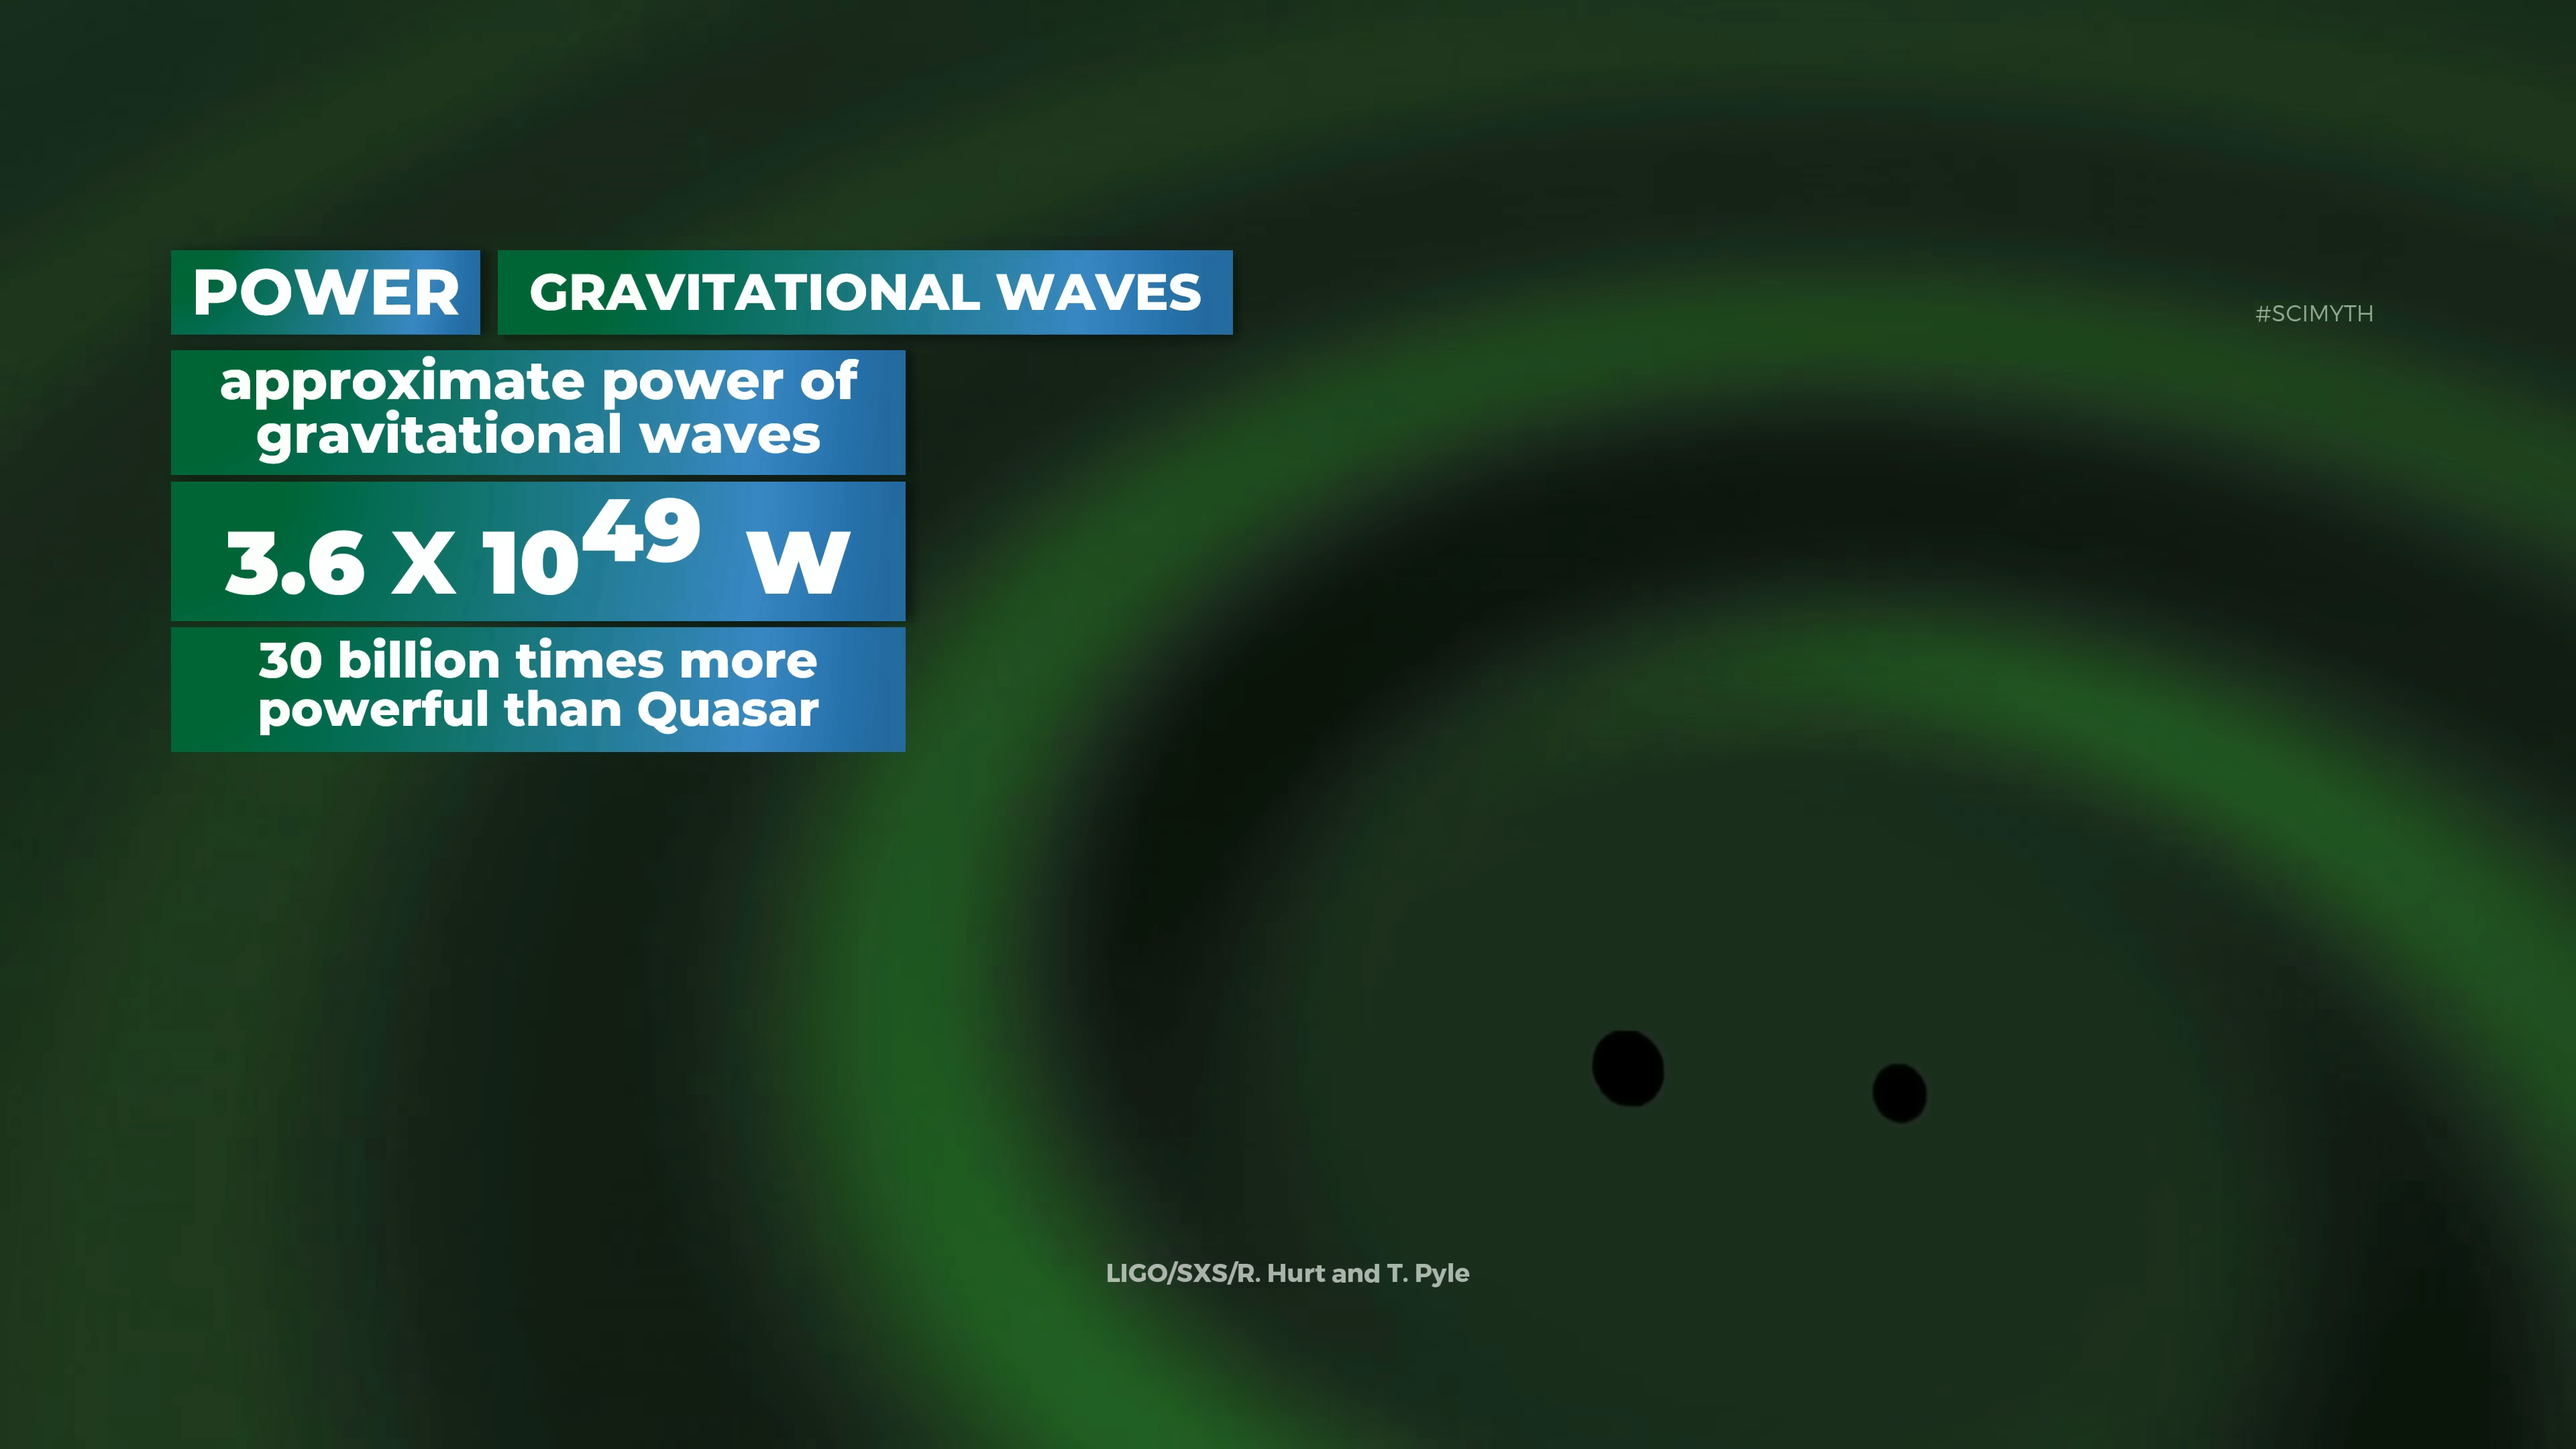 POWER GRAVITATIONAL WAVES
#SCIMYTH
approximate power of
gravitational waves
3.6 X 10⁴⁹ W
30 billion times more
powerful than Quasar
LIGO/SXS/R. Hurt and T. Pyle